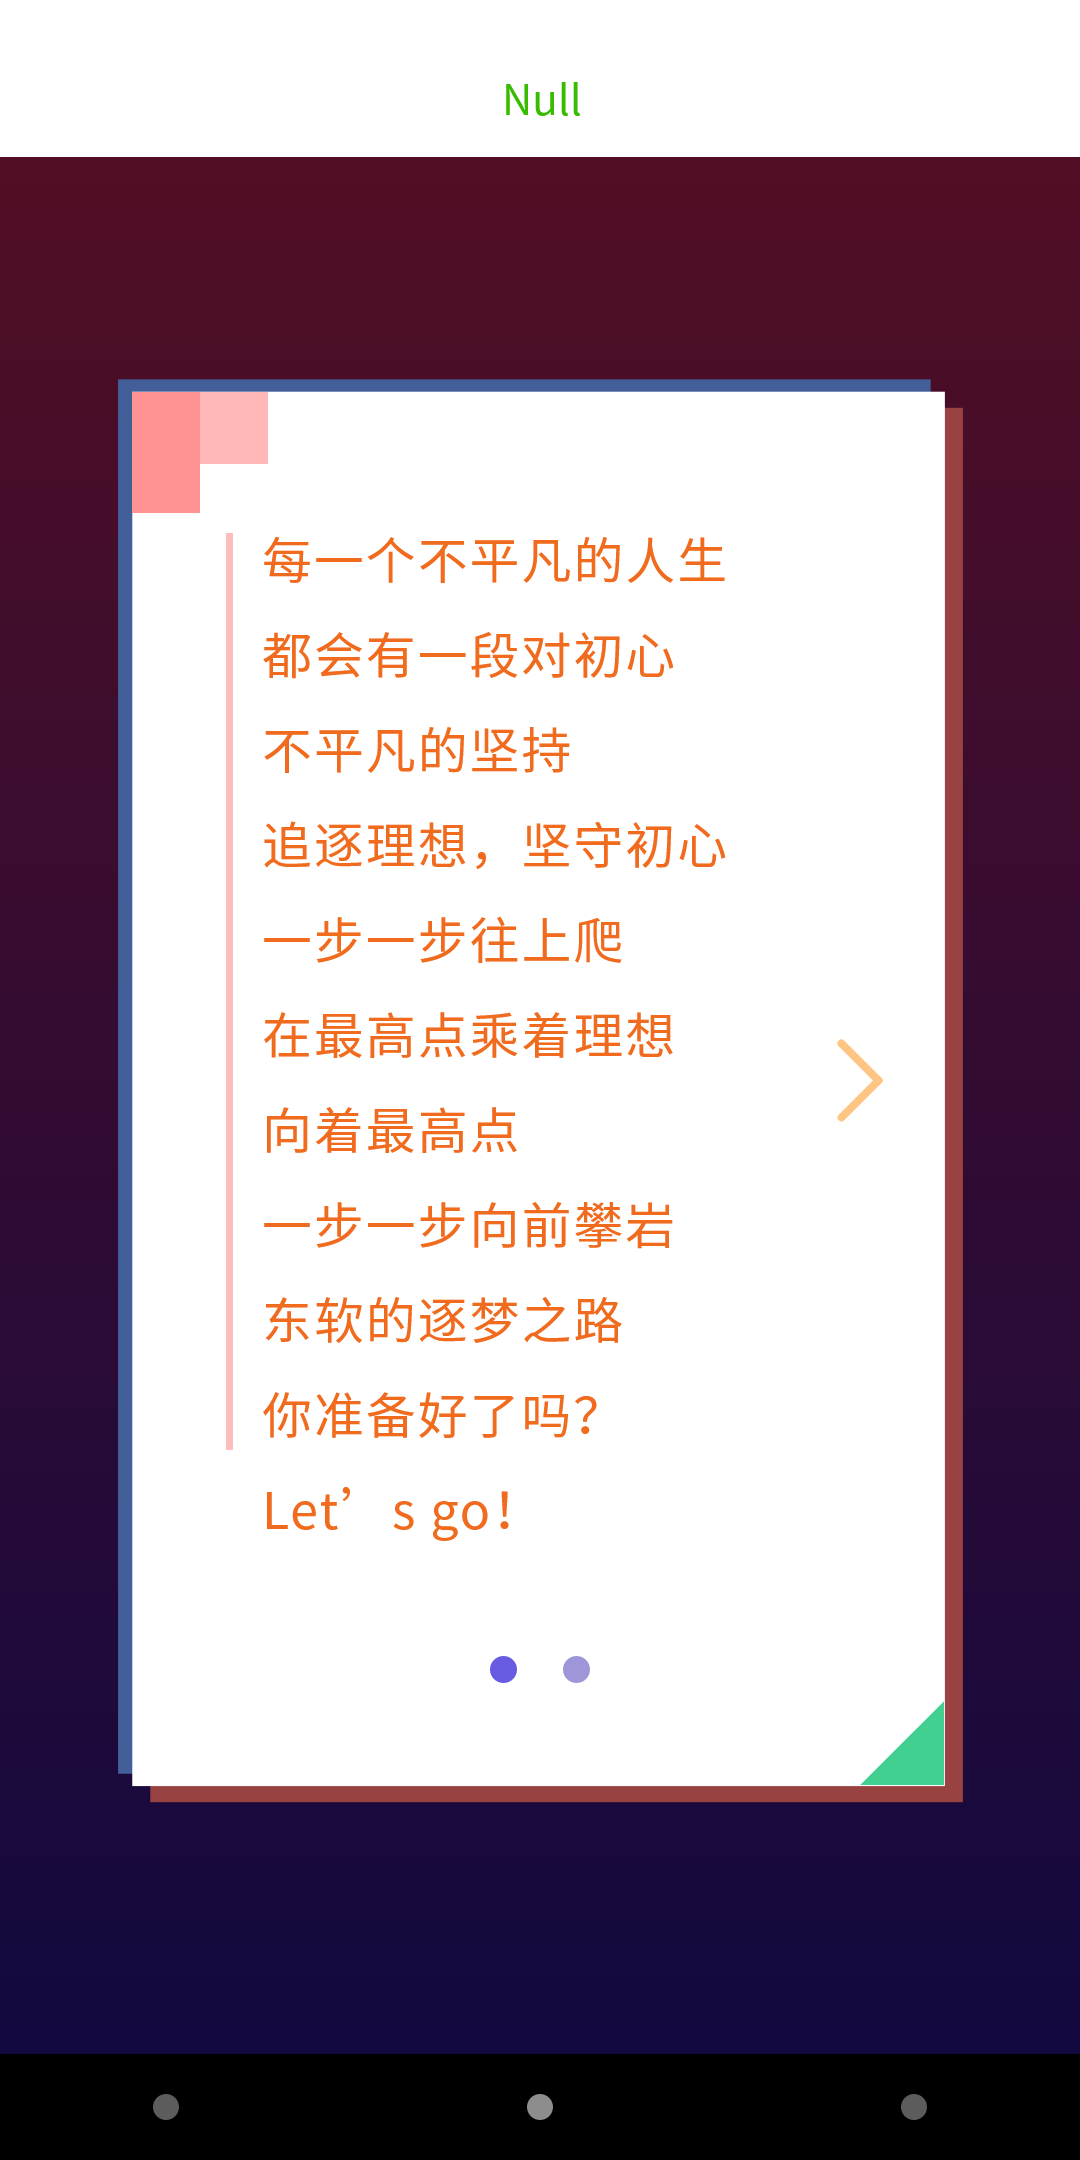 Null
每一个不平凡的人生
都会有一段对初心
不平凡的坚持
追逐理想，坚守初心
一步一步往上爬
在最高点乘着理想
向着最高点
一步一步向前攀岩
东软的逐梦之路
你准备好了吗？
Let’s go！